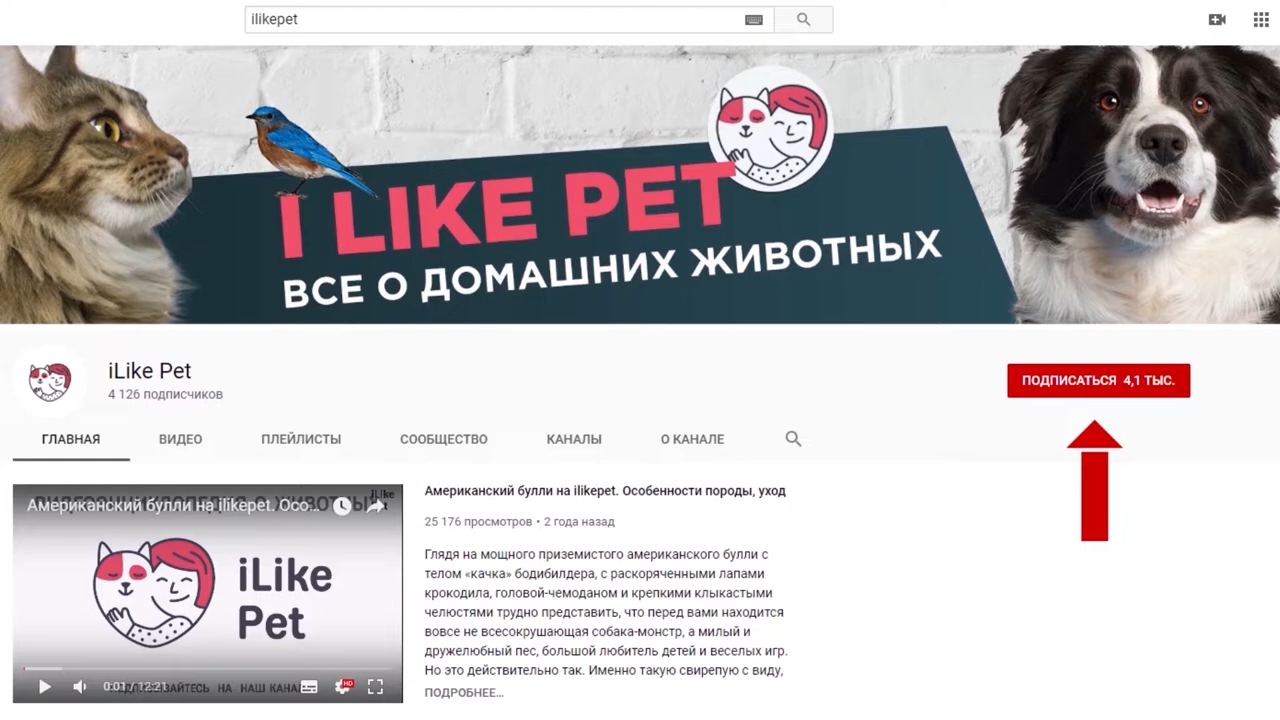 ilikepet
I LIKE PET
ВСЕ О ДОМАШНИХ ЖИВОТНЫХ
iLike Pet
4 126 подписчиков
ПОДПИСАТЬСЯ 4,1 ТЫС.
ГЛАВНАЯ
ВИДЕО
ПЛЕЙЛИСТЫ
СООБЩЕСТВО
КАНАЛЫ
О КАНАЛЕ
Американский булли на ilikepet. Осо...
iLike
Pet
0:01 / 12:21
HD
Американский булли на ilikepet. Особенности породы, уход
25 176 просмотров • 2 года назад
Глядя на мощного приземистого американского булли с
телом «качка» бодибилдера, с раскоряченными лапами
крокодила, головой-чемоданом и крепкими клыкастыми
челюстями трудно представить, что перед вами находится
вовсе не всесокрушающая собака-монстр, а милый и
дружелюбный пес, большой любитель детей и веселых игр.
Но это действительно так. Именно такую свирепую с виду,
ПОДРОБНЕЕ...